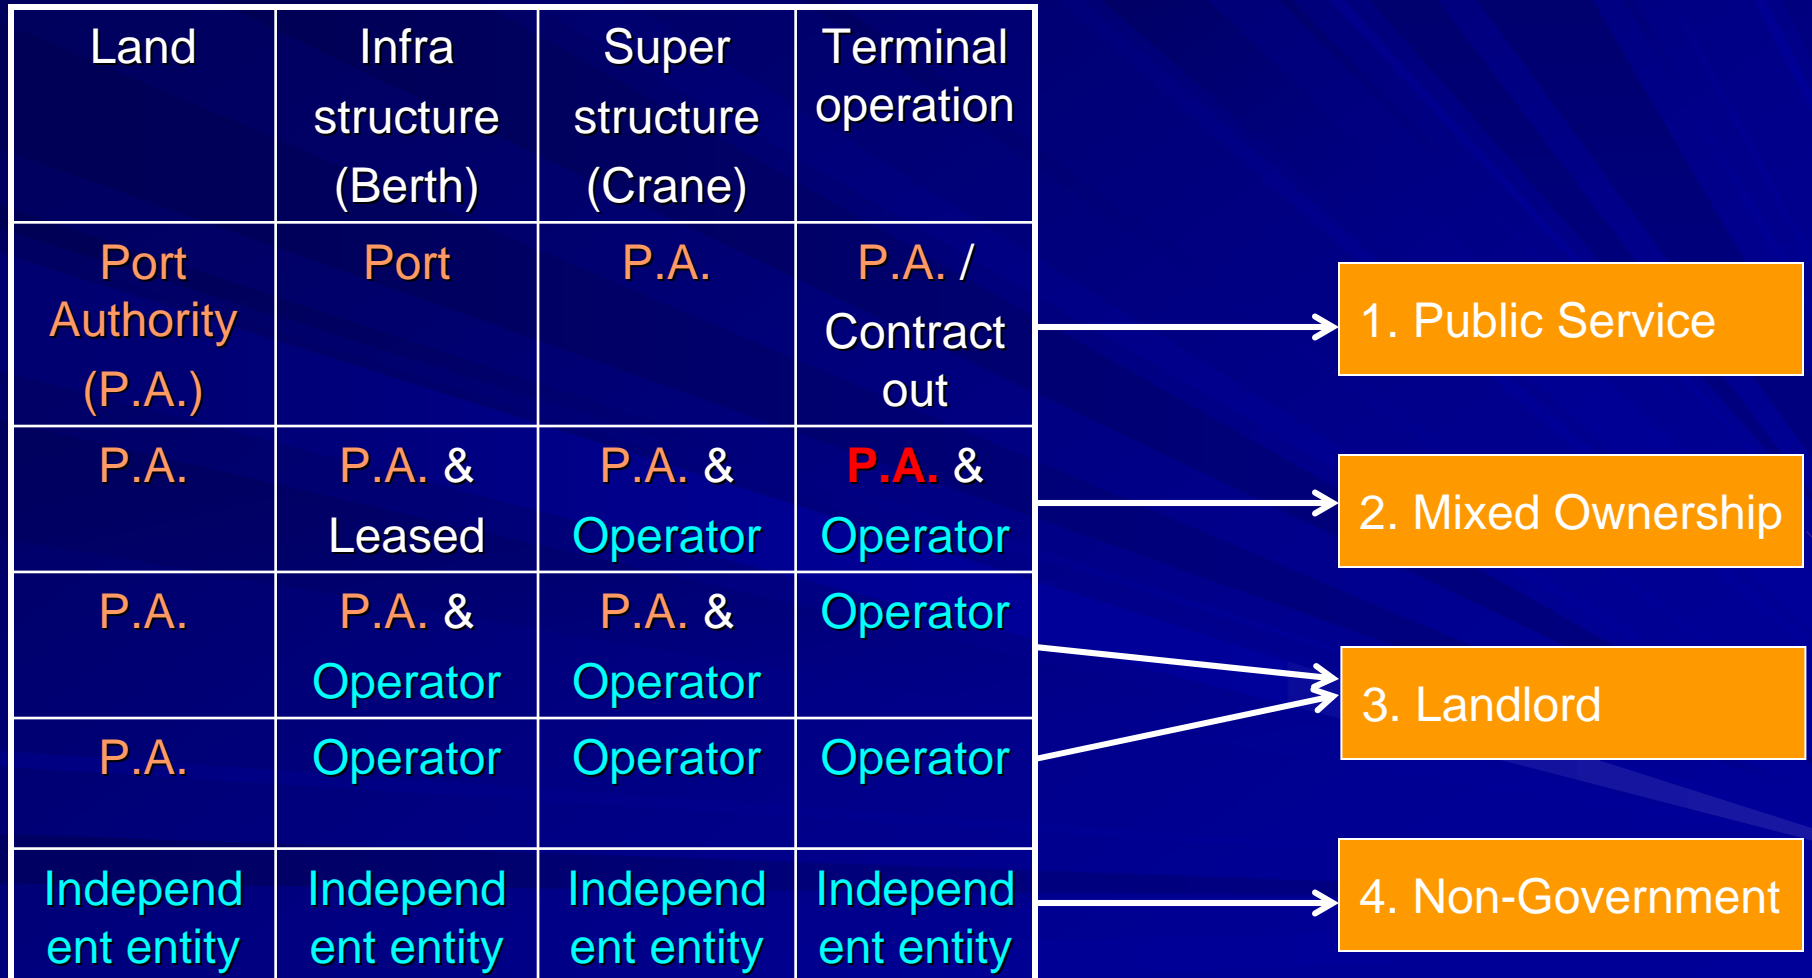 Land
Infra
structure
(Berth)
Super
structure
(Crane)
Terminal
operation
Port
Authority
(P.A.)
Port
P.A.
P.A. /
Contract
out
1. Public Service
P.A.
P.A. &
Leased
P.A. &
Operator
P.A. &
Operator
2. Mixed Ownership
P.A.
P.A. &
Operator
P.A. &
Operator
Operator
3. Landlord
P.A.
Operator
Operator
Operator
Independ
ent entity
Independ
ent entity
Independ
ent entity
Independ
ent entity
4. Non-Government